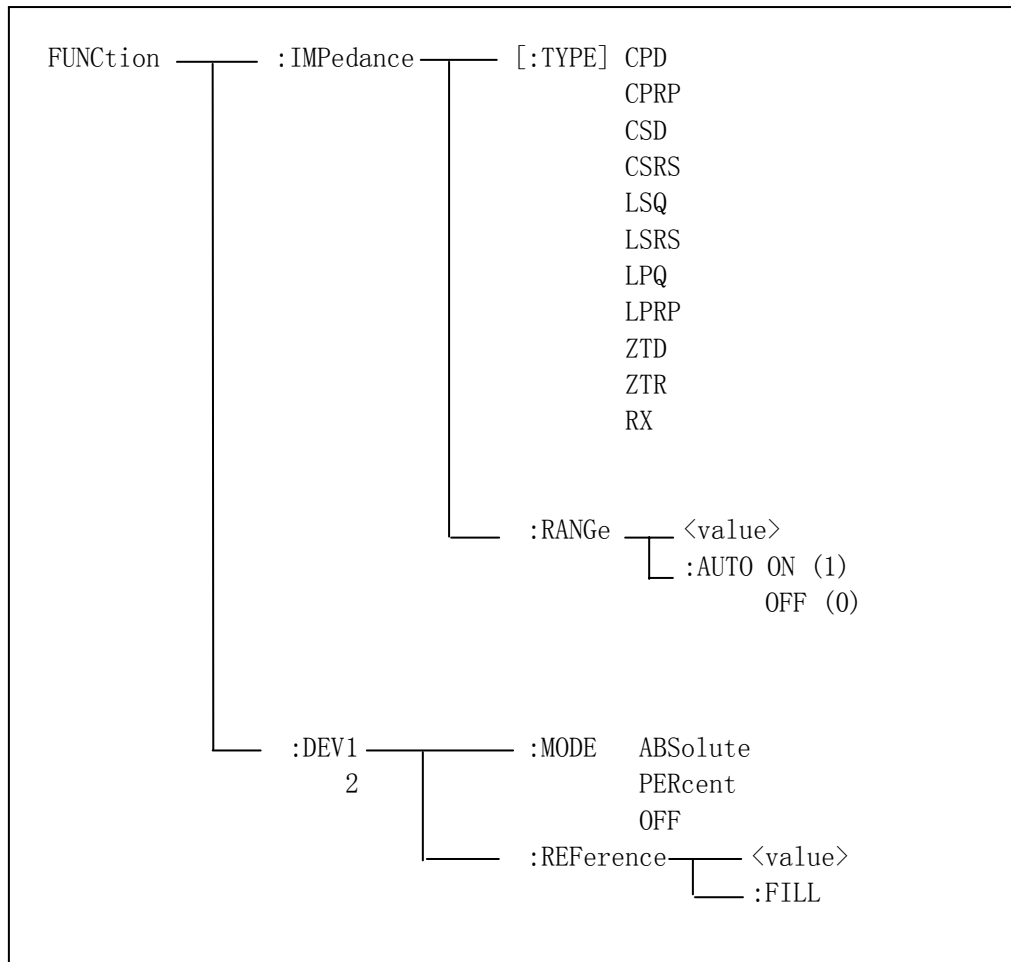 FUNCtion :IMPedance [:TYPE] CPD
CPRP
CSD
CSRS
LSQ
LSRS
LPQ
LPRP
ZTD
ZTR
RX
:RANGe <value>
:AUTO ON (1)
OFF (0)
:DEV1 :MODE ABSolute
2 PERcent
OFF
:REFerence <value>
:FILL